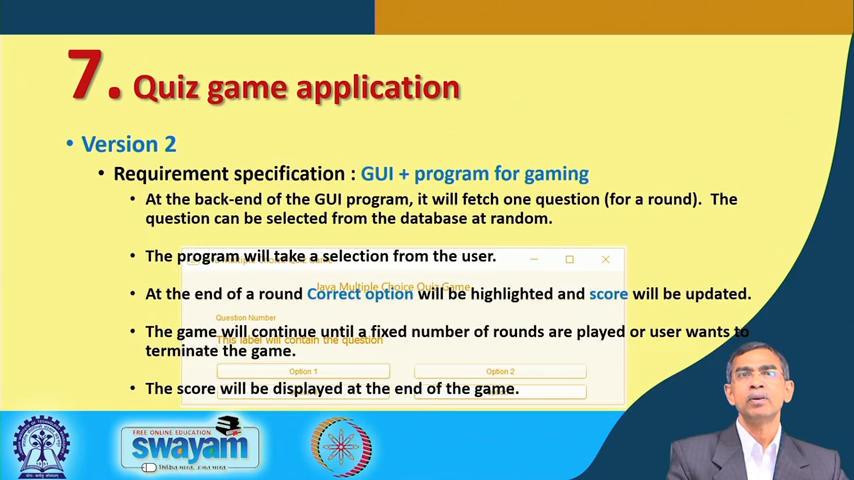 7. Quiz game application
• Version 2
• Requirement specification : GUI + program for gaming
• At the back-end of the GUI program, it will fetch one question (for a round). The
question can be selected from the database at random.
• The program will take a selection from the user.
Java Multiple Choice Quiz Game
• At the end of a round Correct option will be highlighted and score will be updated.
Question Number
• The game will continue until a fixed number of rounds are played or user wants to
This label will contain the question
terminate the game.
Option 1 Option 2
• The score will be displayed at the end of the game.
FREE ONLINE EDUCATION
swayam